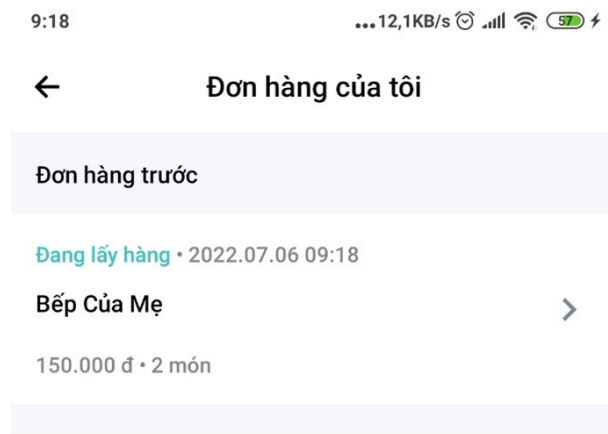 9:18
...12,1KB/s
57
Đơn hàng của tôi
Đơn hàng trước
Đang lấy hàng • 2022.07.06 09:18
Bếp Của Mẹ
150.000 đ • 2 món